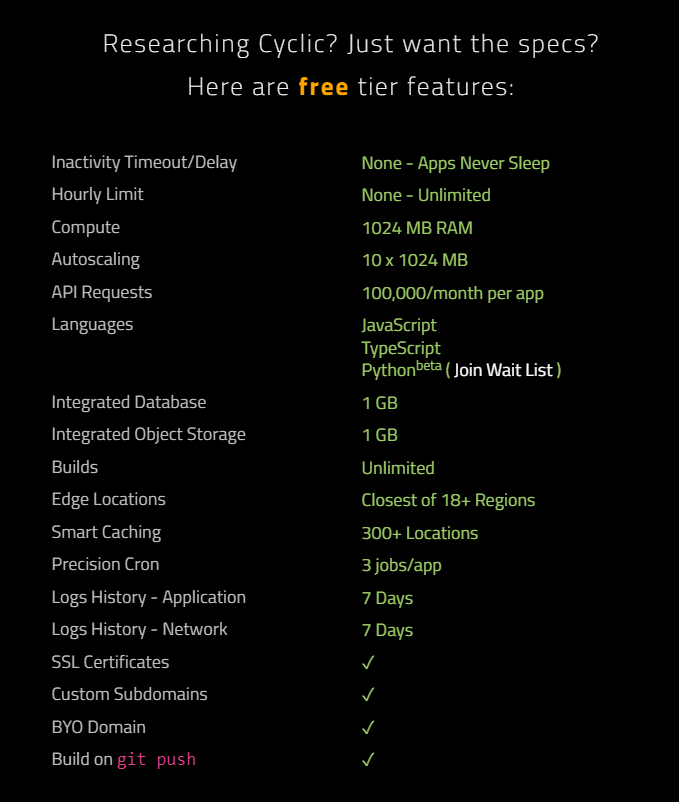 Researching Cyclic? Just want the specs?
Here are free tier features:
Inactivity Timeout/Delay None - Apps Never Sleep
Hourly Limit None - Unlimited
Compute 1024 MB RAM
Autoscaling 10 x 1024 MB
API Requests 100,000/month per app
Languages JavaScript
TypeScript
Python beta ( Join Wait List )
Integrated Database 1 GB
Integrated Object Storage 1 GB
Builds Unlimited
Edge Locations Closest of 18+ Regions
Smart Caching 300+ Locations
Precision Cron 3 jobs/app
Logs History - Application 7 Days
Logs History - Network 7 Days
SSL Certificates ✓
Custom Subdomains ✓
BYO Domain ✓
Build on git push ✓